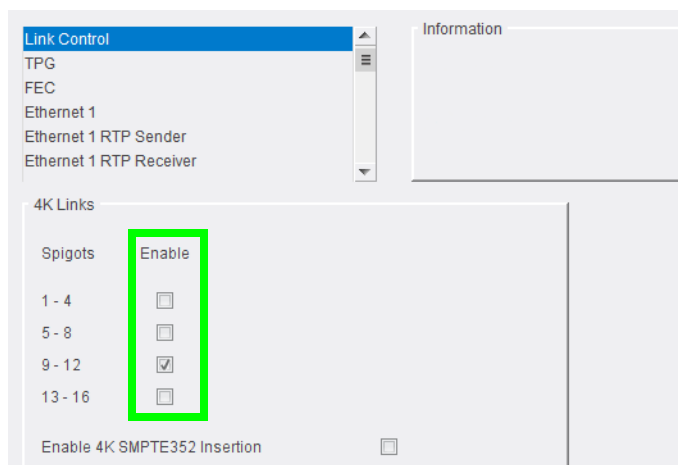 Link Control
TPG
FEC
Ethernet 1
Ethernet 1 RTP Sender
Ethernet 1 RTP Receiver
Information
4K Links
Spigots Enable
1 - 4
5 - 8
9 - 12
13 - 16
Enable 4K SMPTE352 Insertion